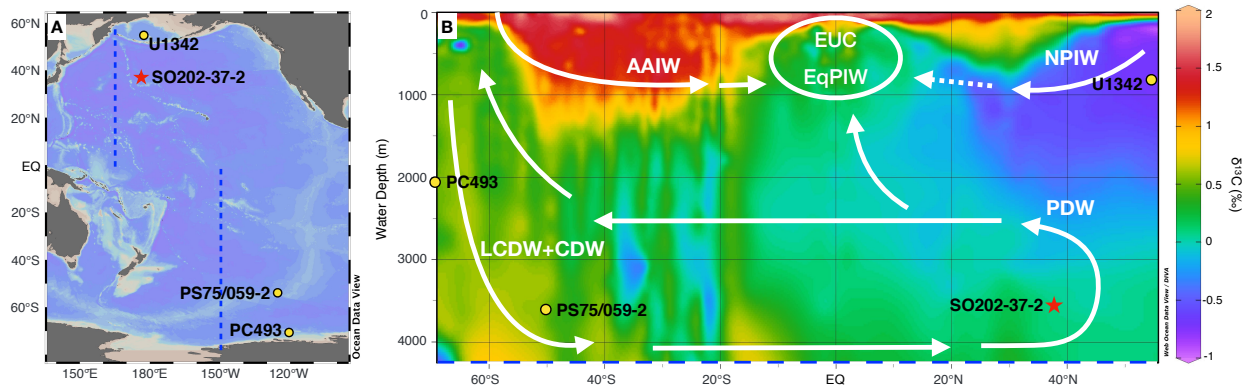 A
60°N
40°N
20°N
EQ
20°S
40°S
60°S
150°E
180°E
150°W
120°W
U1342
SO202-37-2
PS75/059-2
PC493
Ocean Data View
B
Water Depth (m)
0
1000
2000
3000
4000
60°S
40°S
20°S
EQ
20°N
40°N
AAIW
EUC
EqPIW
NPIW
U1342
PC493
PDW
LCDW+CDW
PS75/059-2
SO202-37-2
Web Ocean Data View / DIVA
2
1.5
1
0.5
0
-0.5
-1
δ¹³C (‰)